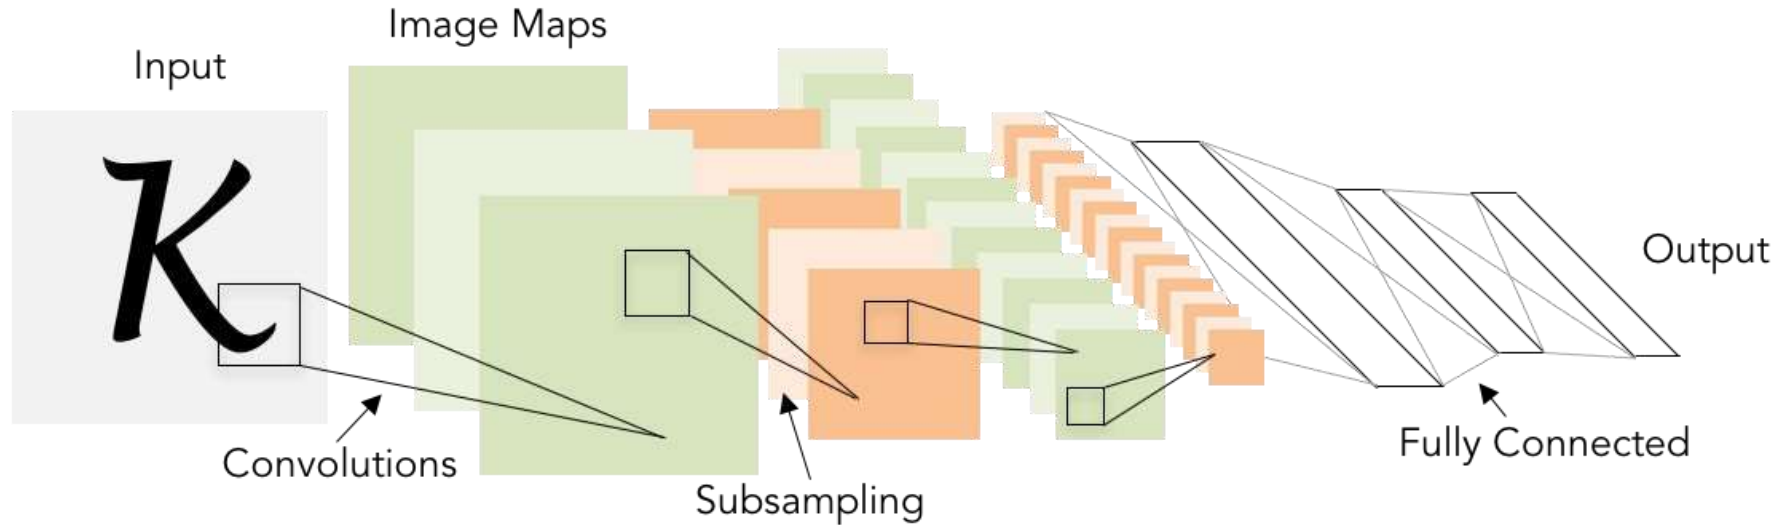 Image Maps
Input
K
Output
Convolutions
Subsampling
Fully Connected